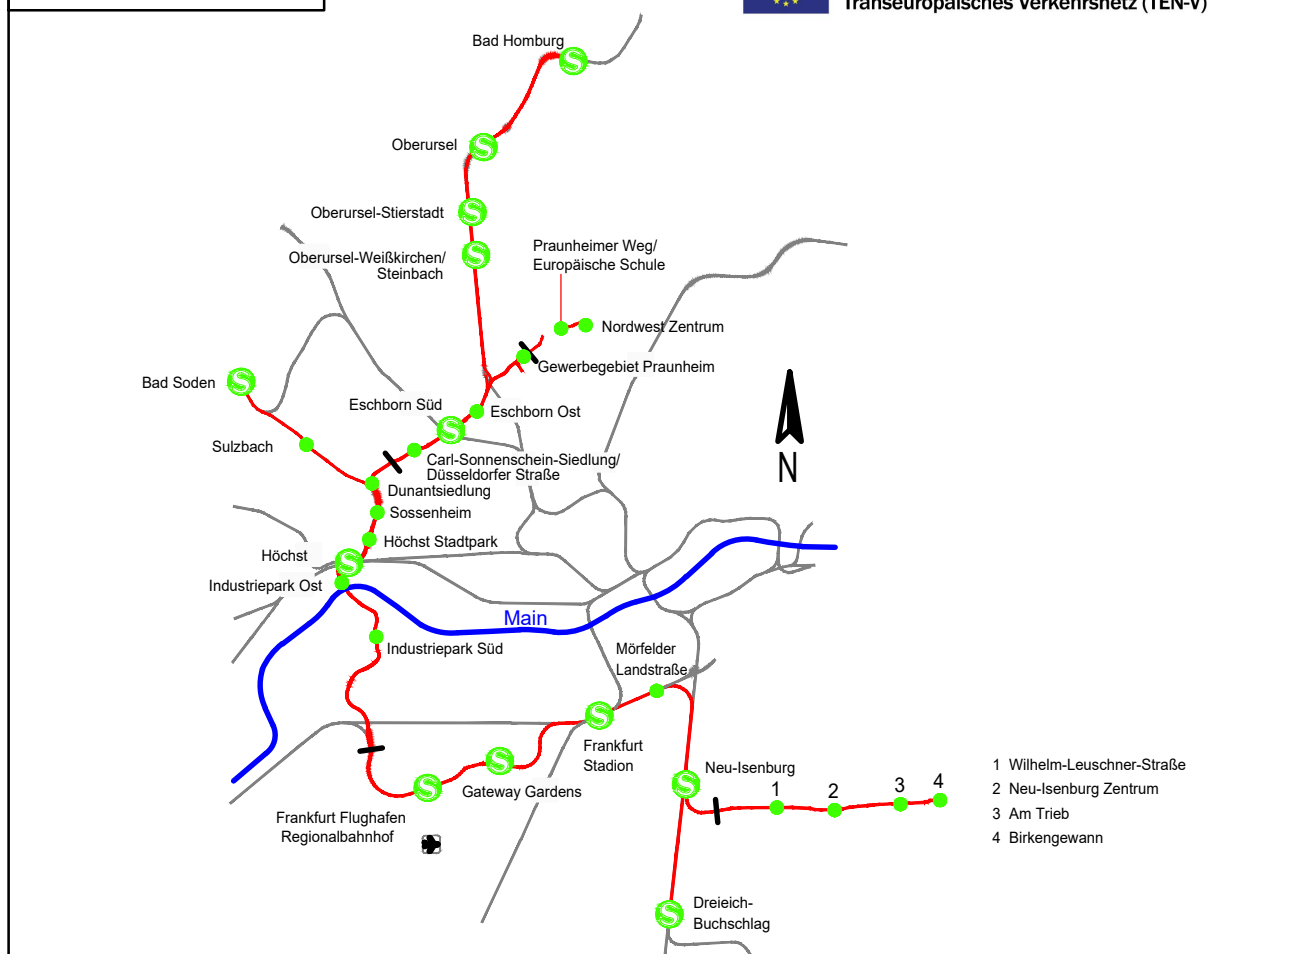 Transeuropäisches Verkehrsnetz (TEN-V)
Bad Homburg
Oberursel
Oberursel-Stierstadt
Oberursel-Weißkirchen/
Steinbach
Praunheimer Weg/
Europäische Schule
Nordwest Zentrum
Gewerbegebiet Praunheim
Bad Soden
Eschborn Süd
Eschborn Ost
Sulzbach
Carl-Sonnenschein-Siedlung/
Düsseldorfer Straße
N
Dunantsiedlung
Sossenheim
Höchst Stadtpark
Höchst
Industriepark Ost
Main
Industriepark Süd
Mörfelder
Landstraße
Frankfurt
Stadion
Neu-Isenburg
Gateway Gardens
Frankfurt Flughafen
Regionalbahnhof
1
2
3
4
1 Wilhelm-Leuschner-Straße
2 Neu-Isenburg Zentrum
3 Am Trieb
4 Birkengewann
Dreieich-
Buchschlag
S
S
S
S
S
S
S
S
S
S
S
S